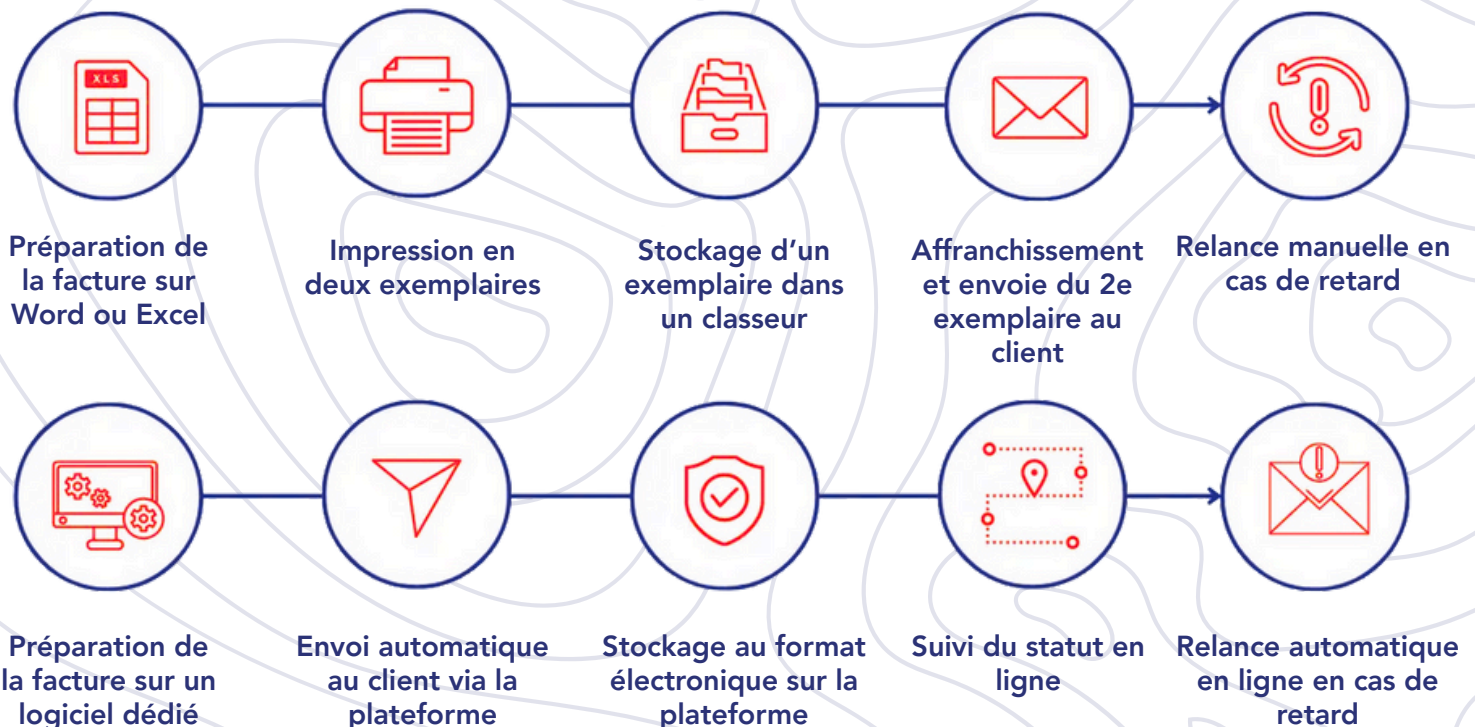 XLS
Préparation de
la facture sur
Word ou Excel
Impression en
deux exemplaires
Stockage d’un
exemplaire dans
un classeur
Affranchissement
et envoie du 2e
exemplaire au
client
Relance manuelle en
cas de retard
Préparation de
la facture sur un
logiciel dédié
Envoi automatique
au client via la
plateforme
Stockage au format
électronique sur la
plateforme
Suivi du statut en
ligne
Relance automatique
en ligne en cas de
retard